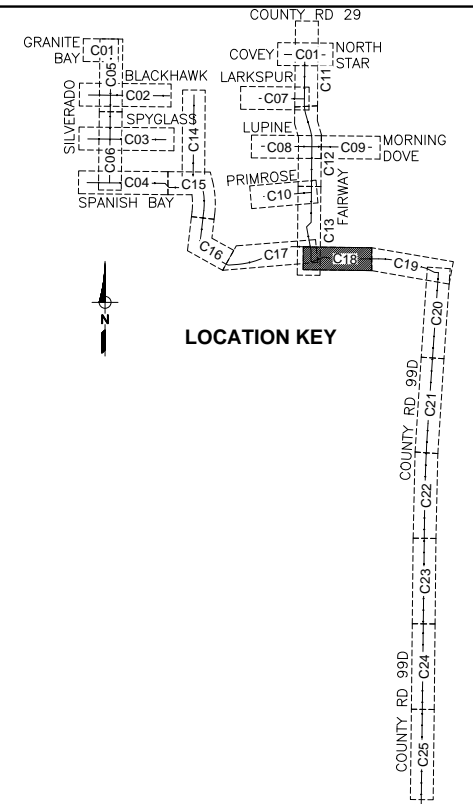 COUNTY RD 29
GRANITE BAY
C01
COVEY
C01
NORTH STAR
C05
C11
BLACKHAWK
LARKSPUR
SILVERADO
C02
C07
SPYGLASS
C14
LUPINE
C03
C08
C12
C09
MORNING DOVE
C06
PRIMROSE
C04
C15
C10
FAIRWAY
SPANISH BAY
C13
C16
C17
C18
C19
N
LOCATION KEY
C20
C21
COUNTY RD 99D
C22
C23
C24
COUNTY RD 99D
C25